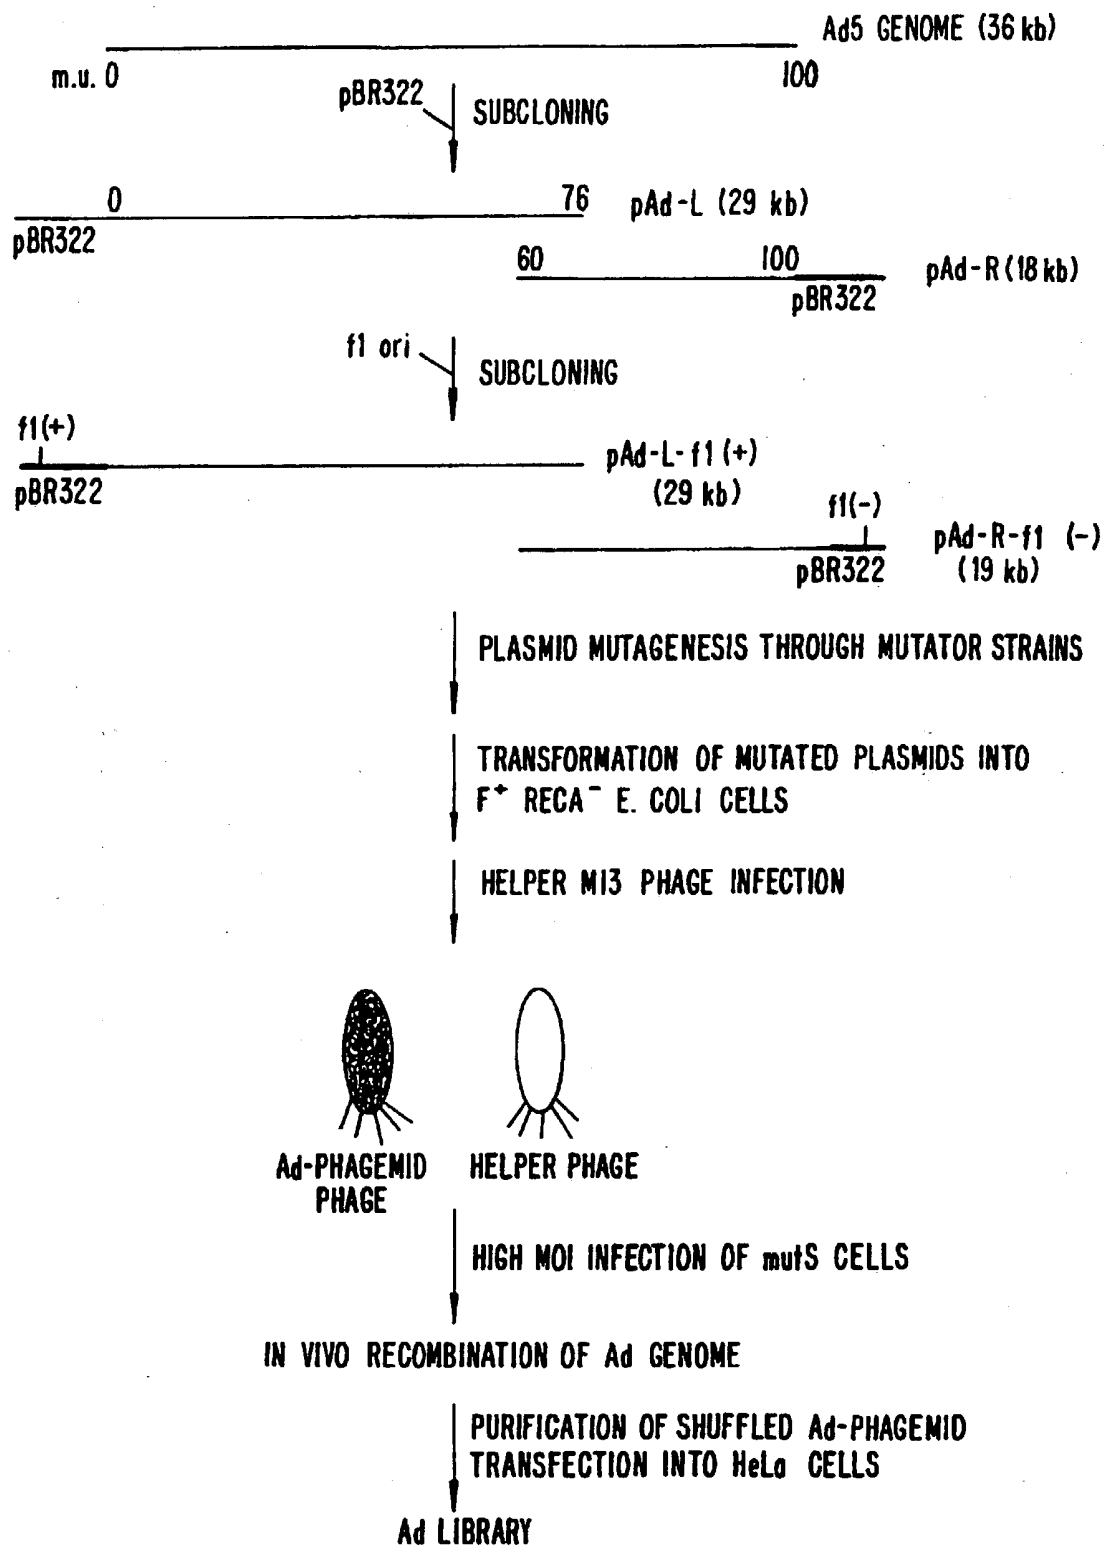 Ad5 GENOME (36 kb)
m.u. 0
100
pBR322
SUBCLONING
0
76
pAd-L (29 kb)
pBR322
60
100
pAd-R (18 kb)
pBR322
f1 ori
SUBCLONING
f1(+)
pAd-L-f1 (+)
(29 kb)
pBR322
f1(-)
pAd-R-f1 (-)
(19 kb)
pBR322
PLASMID MUTAGENESIS THROUGH MUTATOR STRAINS
TRANSFORMATION OF MUTATED PLASMIDS INTO
F⁺ RECA⁻ E. COLI CELLS
HELPER M13 PHAGE INFECTION
Ad-PHAGEMID
PHAGE
HELPER PHAGE
HIGH MOI INFECTION OF mutS CELLS
IN VIVO RECOMBINATION OF Ad GENOME
PURIFICATION OF SHUFFLED Ad-PHAGEMID
TRANSFECTION INTO HeLa CELLS
Ad LIBRARY